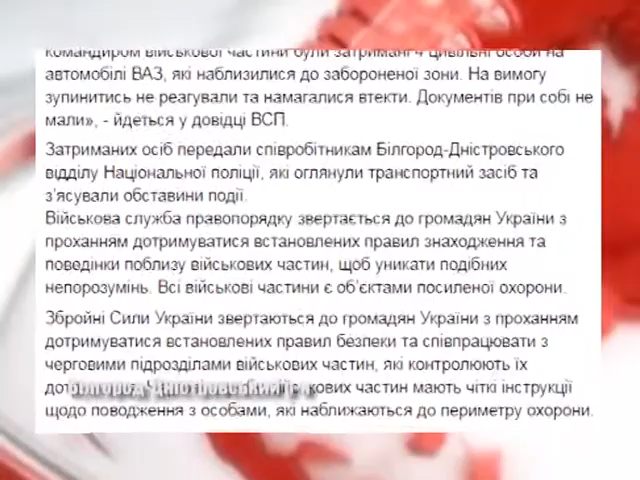 командиром військової частини були затримані 4 цивільні особи на
автомобілі ВАЗ, які наблизилися до забороненої зони. На вимогу
зупинитись не реагували та намагалися втекти. Документів при собі не
мали», - йдеться у довідці ВСП.
Затриманих осіб передали співробітникам Білгород-Дністровського
відділу Національної поліції, які оглянули транспортний засіб та
з’ясували обставини події.
Військова служба правопорядку звертається до громадян України з
проханням дотримуватися встановлених правил знаходження та
поведінки поблизу військових частин, щоб уникати подібних
непорозумінь. Всі військові частини є об’єктами посиленої охорони.
Збройні Сили України звертаються до громадян України з проханням
дотримуватися встановлених правил безпеки та співпрацювати з
черговими підрозділами військових частин, які контролюють їх
частин мають чіткі інструкції
щодо поводження з особами, які наближаються до периметру охорони.